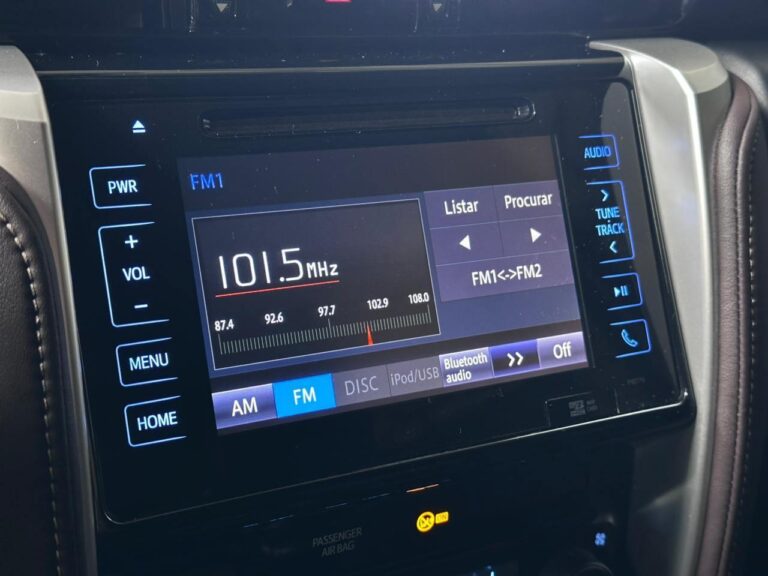 PWR
+
VOL
−
MENU
HOME
FM1
101.5MHz
87.4 92.6 97.7 102.9 108.0
Listar Procurar
FM1<->FM2
AM FM DISC iPod/USB Bluetooth audio >> Off
AUDIO
>
TUNE
TRACK
<
PASSENGER
AIR BAG
ON